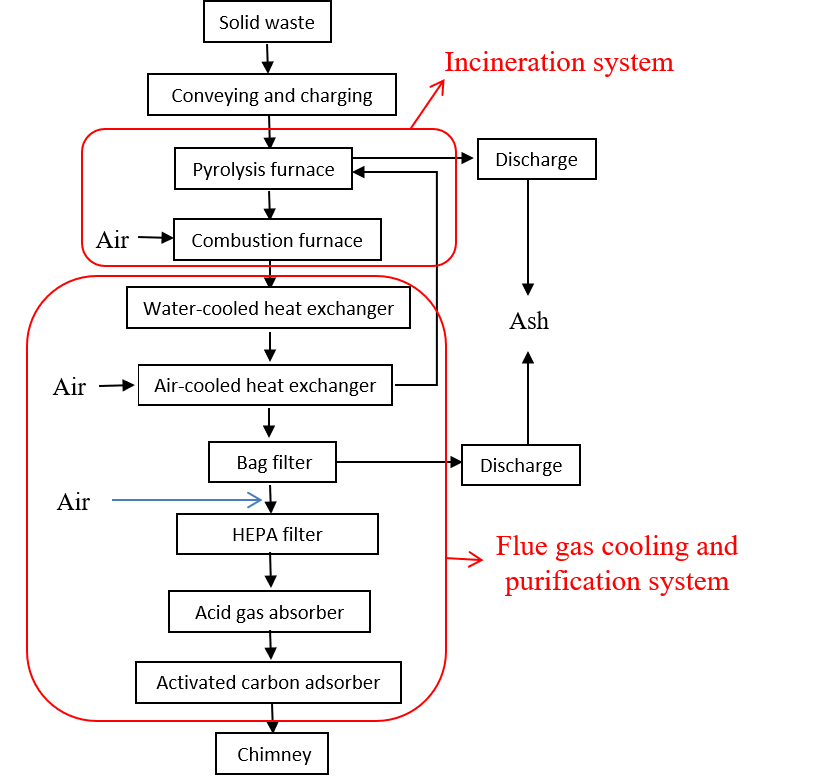 Solid waste
Incineration system
Conveying and charging
Pyrolysis furnace
Discharge
Air
Combustion furnace
Water-cooled heat exchanger
Ash
Air
Air-cooled heat exchanger
Bag filter
Discharge
Air
HEPA filter
Flue gas cooling and
purification system
Acid gas absorber
Activated carbon adsorber
Chimney